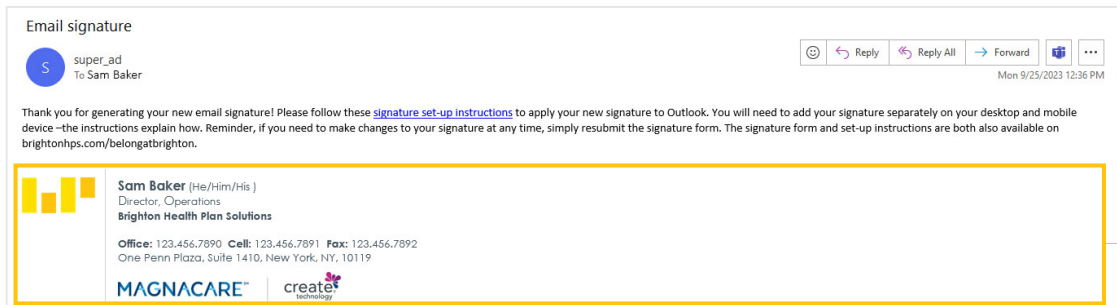 Email signature
S
super_ad
To Sam Baker
Reply
Reply All
Forward
Mon 9/25/2023 12:36 PM
Thank you for generating your new email signature! Please follow these signature set-up instructions to apply your new signature to Outlook. You will need to add your signature separately on your desktop and mobile
device –the instructions explain how. Reminder, if you need to make changes to your signature at any time, simply resubmit the signature form. The signature form and set-up instructions are both also available on
brightonhps.com/belongatbrighton.
Sam Baker (He/Him/His )
Director, Operations
Brighton Health Plan Solutions
Office: 123.456.7890 Cell: 123.456.7891 Fax: 123.456.7892
One Penn Plaza, Suite 1410, New York, NY, 10119
MAGNACARE™
create
technology